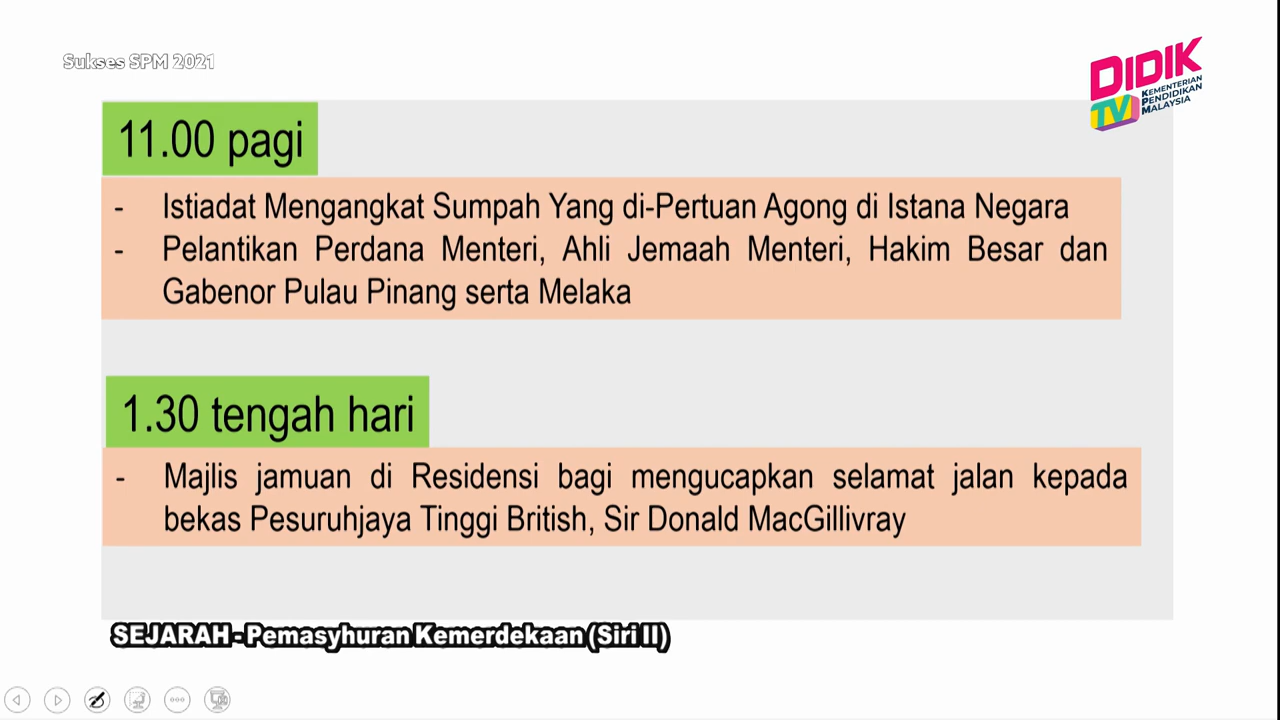 Sukses SPM 2021
DIDIK
TV
KEMENTERIAN
PENDIDIKAN
MALAYSIA
11.00 pagi
- Istiadat Mengangkat Sumpah Yang di-Pertuan Agong di Istana Negara
- Pelantikan Perdana Menteri, Ahli Jemaah Menteri, Hakim Besar dan
Gabenor Pulau Pinang serta Melaka
1.30 tengah hari
- Majlis jamuan di Residensi bagi mengucapkan selamat jalan kepada
bekas Pesuruhjaya Tinggi British, Sir Donald MacGillivray
SEJARAH - Pemasyhuran Kemerdekaan (Siri II)